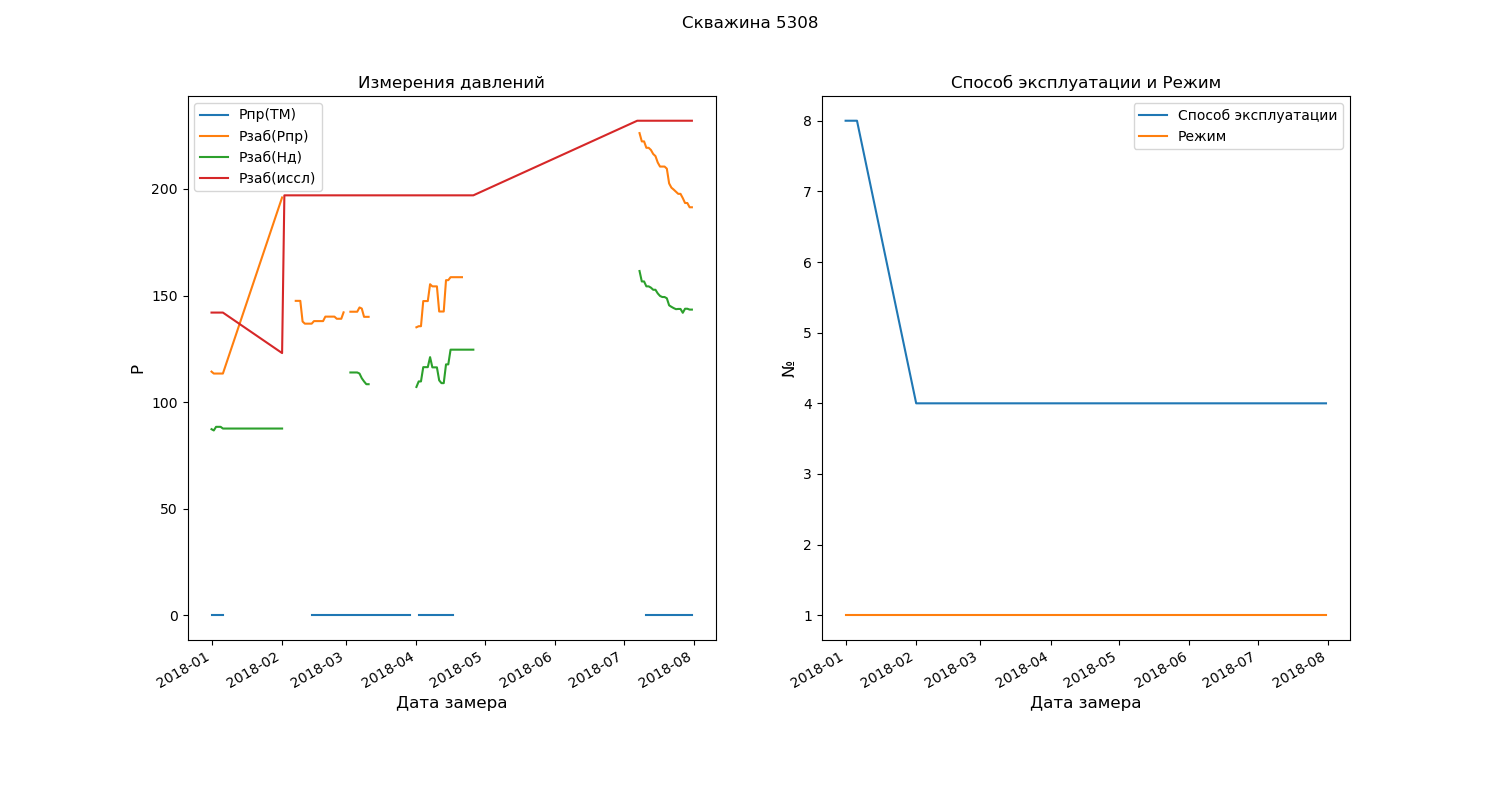 Скважина 5308
Измерения давлений
Рпр(ТМ)
Рзаб(Рпр)
Рзаб(Нд)
Рзаб(иссл)
200
150
100
50
0
Р
2018-01
2018-02
2018-03
2018-04
2018-05
2018-06
2018-07
2018-08
Дата замера
Способ эксплуатации и Режим
Способ эксплуатации
Режим
8
7
6
5
4
3
2
1
№
2018-01
2018-02
2018-03
2018-04
2018-05
2018-06
2018-07
2018-08
Дата замера